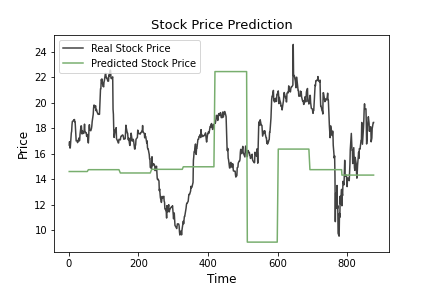 Stock Price Prediction
Real Stock Price
Predicted Stock Price
24
22
20
18
16
14
12
10
Price
0 200 400 600 800
Time